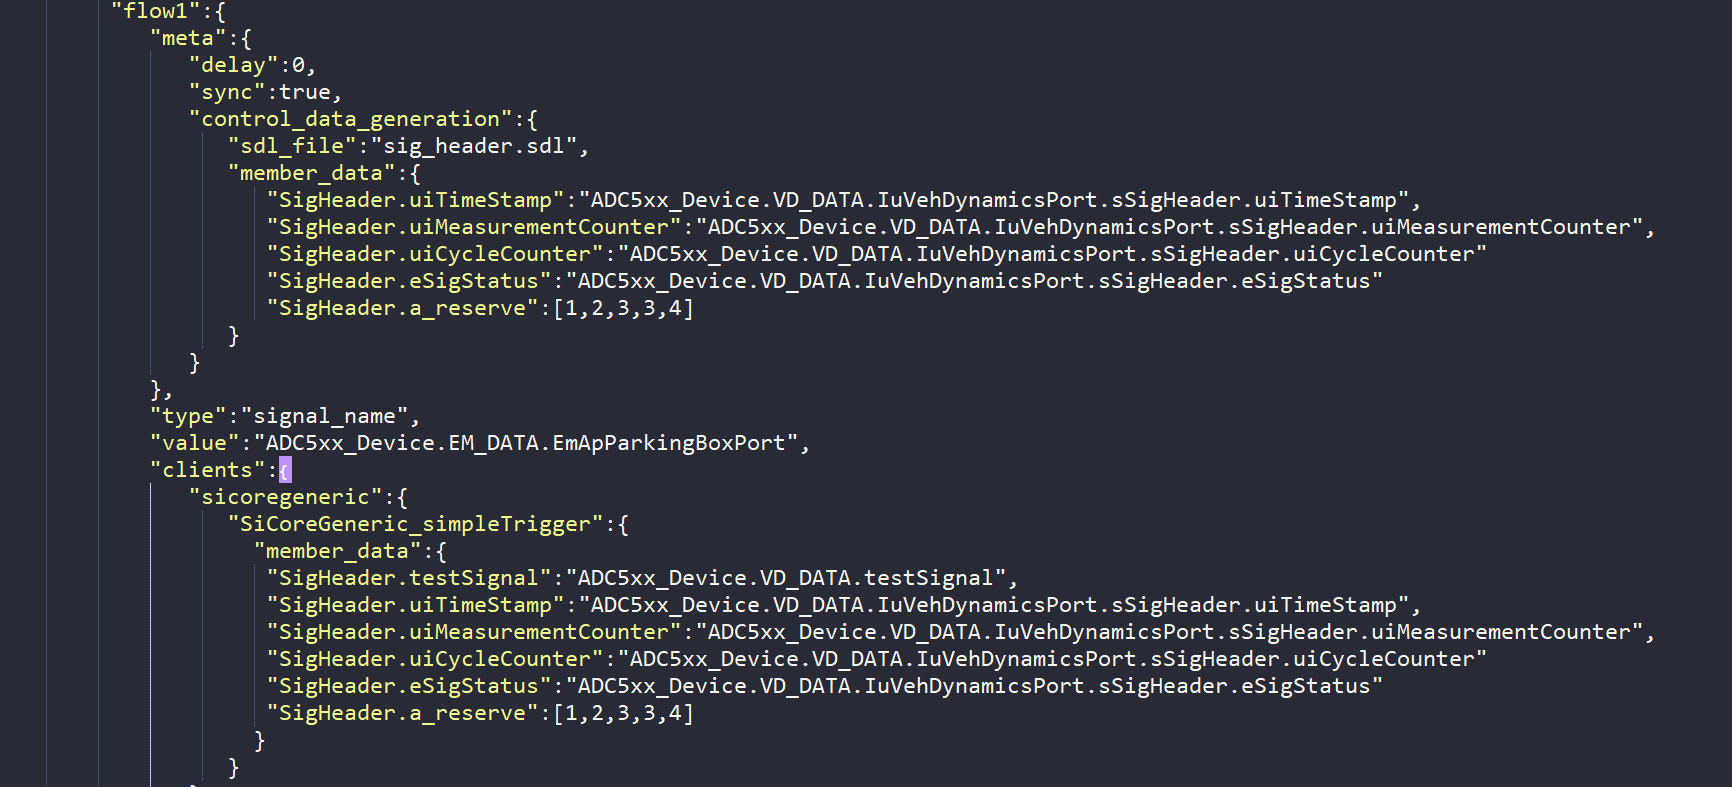 "flow1":{
"meta":{
"delay":0,
"sync":true,
"control_data_generation":{
"sdl_file":"sig_header.sdl",
"member_data":{
"SigHeader.uiTimeStamp":"ADC5xx_Device.VD_DATA.IuVehDynamicsPort.sSigHeader.uiTimeStamp",
"SigHeader.uiMeasurementCounter":"ADC5xx_Device.VD_DATA.IuVehDynamicsPort.sSigHeader.uiMeasurementCounter",
"SigHeader.uiCycleCounter":"ADC5xx_Device.VD_DATA.IuVehDynamicsPort.sSigHeader.uiCycleCounter"
"SigHeader.eSigStatus":"ADC5xx_Device.VD_DATA.IuVehDynamicsPort.sSigHeader.eSigStatus"
"SigHeader.a_reserve":[1,2,3,3,4]
}
}
},
"type":"signal_name",
"value":"ADC5xx_Device.EM_DATA.EmApParkingBoxPort",
"clients":{
"sicoregeneric":{
"SiCoreGeneric_simpleTrigger":{
"member_data":{
"SigHeader.testSignal":"ADC5xx_Device.VD_DATA.testSignal",
"SigHeader.uiTimeStamp":"ADC5xx_Device.VD_DATA.IuVehDynamicsPort.sSigHeader.uiTimeStamp",
"SigHeader.uiMeasurementCounter":"ADC5xx_Device.VD_DATA.IuVehDynamicsPort.sSigHeader.uiMeasurementCounter",
"SigHeader.uiCycleCounter":"ADC5xx_Device.VD_DATA.IuVehDynamicsPort.sSigHeader.uiCycleCounter"
"SigHeader.eSigStatus":"ADC5xx_Device.VD_DATA.IuVehDynamicsPort.sSigHeader.eSigStatus"
"SigHeader.a_reserve":[1,2,3,3,4]
}
}